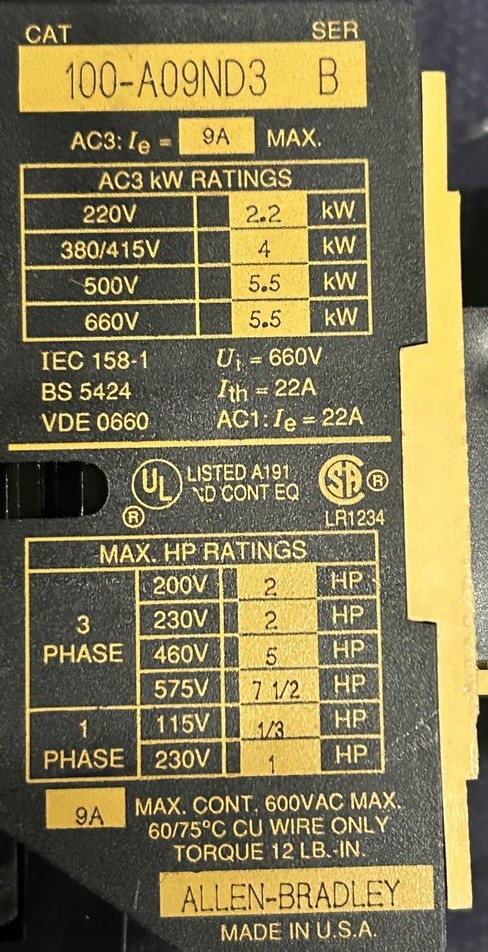 CAT SER
100-A09ND3 B
AC3: Ie = 9A MAX.
AC3 kW RATINGS
220V 2.2 kW
380/415V 4 kW
500V 5.5 kW
660V 5.5 kW
IEC 158-1 Ui = 660V
BS 5424 Ith = 22A
VDE 0660 AC1: Ie = 22A
UL LISTED A191 SA ®
® ND CONT EQ
LR1234
MAX. HP RATINGS
3 PHASE
200V 2 HP
230V 2 HP
460V 5 HP
575V 7 1/2 HP
1 PHASE
115V 1/3 HP
230V 1 HP
9A MAX. CONT. 600VAC MAX.
60/75°C CU WIRE ONLY
TORQUE 12 LB.-IN.
ALLEN-BRADLEY
MADE IN U.S.A.